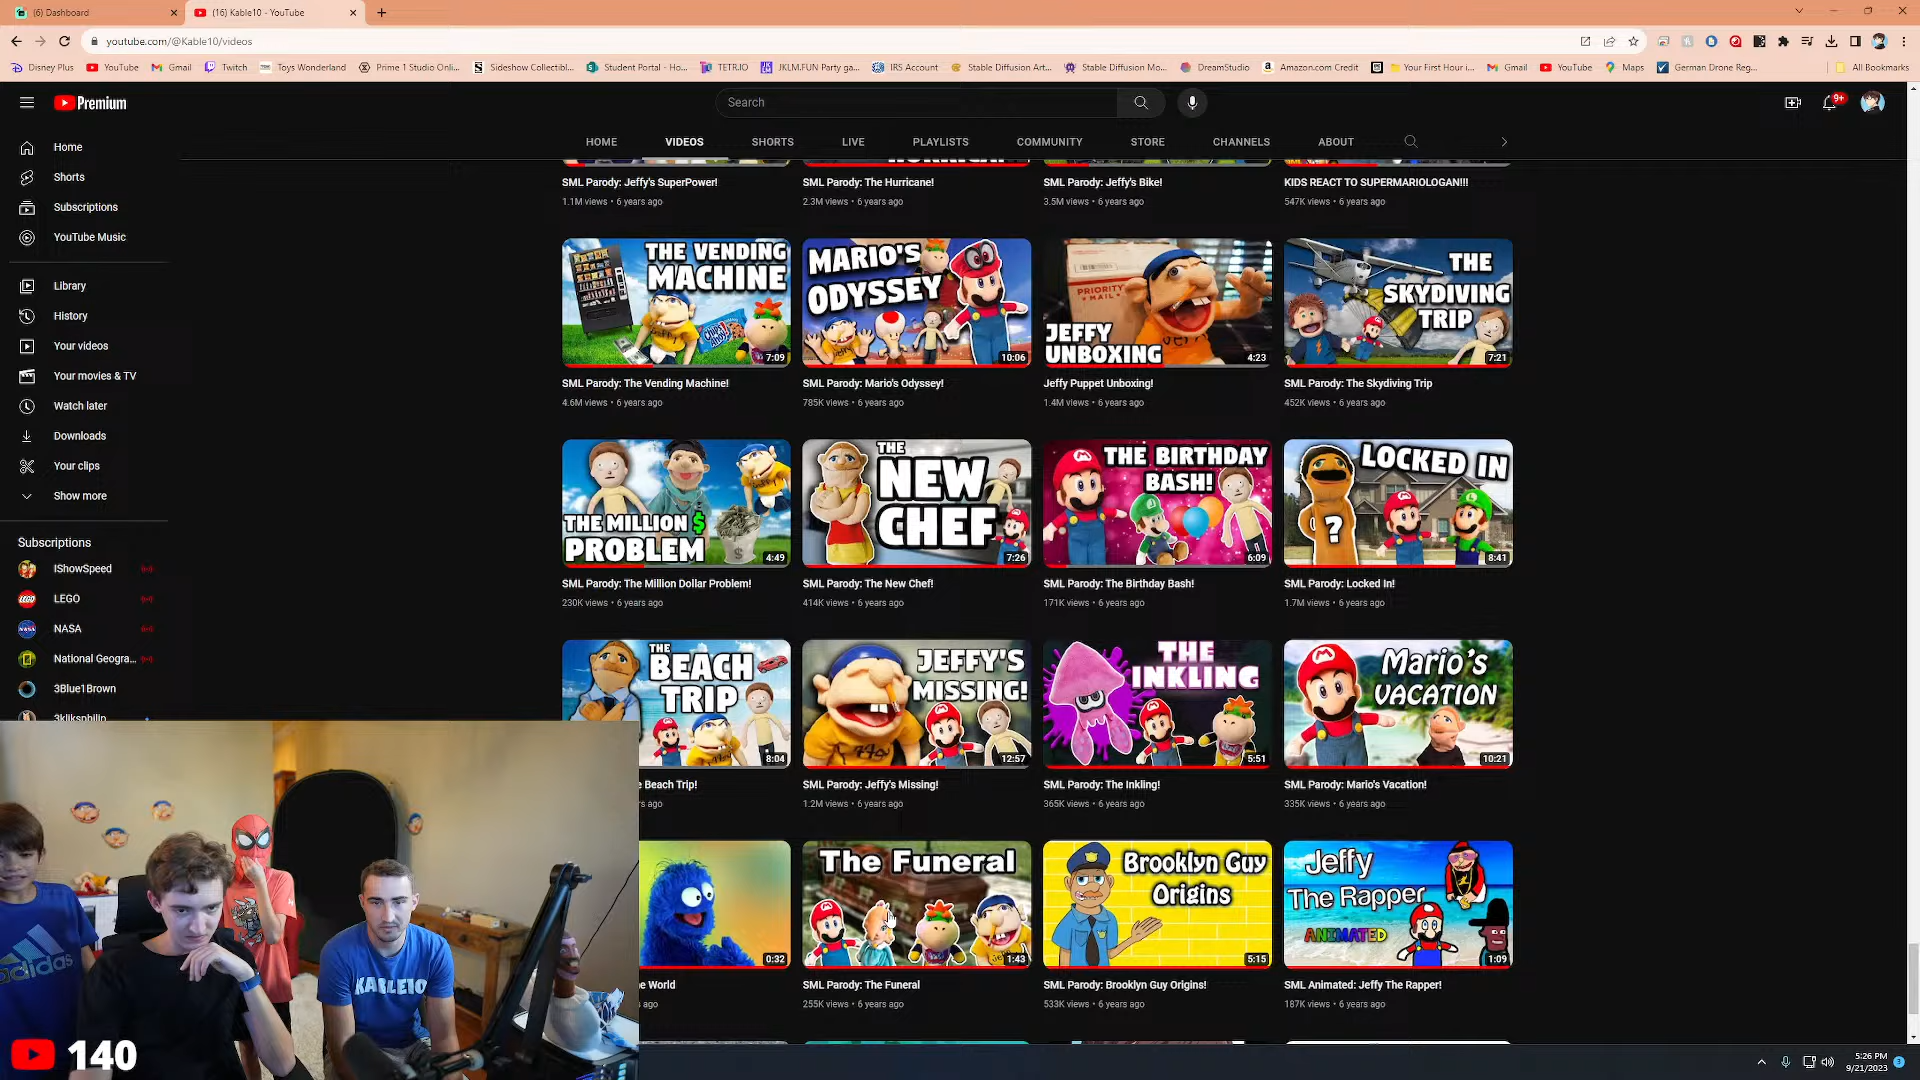 (6) Dashboard
(16) Kable10 - YouTube
youtube.com/@Kable10/videos
Disney Plus
YouTube
Gmail
Twitch
Toys Wonderland
Prime 1 Studio Onli...
Sideshow Collectibl...
Student Portal - Ho...
TETR.IO
JKLM.FUN Party ga...
IRS Account
Stable Diffusion Art...
Stable Diffusion Mo...
DreamStudio
Amazon.com Credit
Your First Hour i...
Gmail
YouTube
Maps
German Drone Reg...
All Bookmarks
Premium
Search
9+
HOME
VIDEOS
SHORTS
LIVE
PLAYLISTS
COMMUNITY
STORE
CHANNELS
ABOUT
Home
Shorts
Subscriptions
YouTube Music
Library
History
Your videos
Your movies & TV
Watch later
Downloads
Your clips
Show more
Subscriptions
IShowSpeed
LEGO
NASA
National Geogra...
3Blue1Brown
3kliksphilip
SML Parody: Jeffy's SuperPower!
1.1M views • 6 years ago
SML Parody: The Hurricane!
2.3M views • 6 years ago
SML Parody: Jeffy's Bike!
3.5M views • 6 years ago
KIDS REACT TO SUPERMARIOLOGAN!!!
547K views • 6 years ago
THE VENDING
MACHINE
7:09
SML Parody: The Vending Machine!
4.6M views • 6 years ago
MARIO'S
ODYSSEY
10:06
SML Parody: Mario's Odyssey!
785K views • 6 years ago
PRIORITY
MAIL
JEFFY
UNBOXING
4:23
Jeffy Puppet Unboxing!
1.4M views • 6 years ago
THE
SKYDIVING
TRIP
7:21
SML Parody: The Skydiving Trip
452K views • 6 years ago
THE MILLION $
PROBLEM
4:49
SML Parody: The Million Dollar Problem!
230K views • 6 years ago
THE
NEW
CHEF
7:26
SML Parody: The New Chef!
414K views • 6 years ago
THE BIRTHDAY
BASH!
6:09
SML Parody: The Birthday Bash!
171K views • 6 years ago
LOCKED IN
?
8:41
SML Parody: Locked In!
1.7M views • 6 years ago
THE
BEACH
TRIP
8:04
Beach Trip!
ago
JEFFY'S
MISSING!
12:57
SML Parody: Jeffy's Missing!
1.2M views • 6 years ago
THE
INKLING
5:51
SML Parody: The Inkling!
365K views • 6 years ago
Mario's
VACATION
10:21
SML Parody: Mario's Vacation!
335K views • 6 years ago
0:32
World
ago
The Funeral
1:43
SML Parody: The Funeral
255K views • 6 years ago
Brooklyn Guy
Origins
5:15
SML Parody: Brooklyn Guy Origins!
533K views • 6 years ago
Jeffy
The Rapper
ANIMATED
1:09
SML Animated: Jeffy The Rapper!
187K views • 6 years ago
adidas
KABLE10
140
5:26 PM
9/21/2023
3